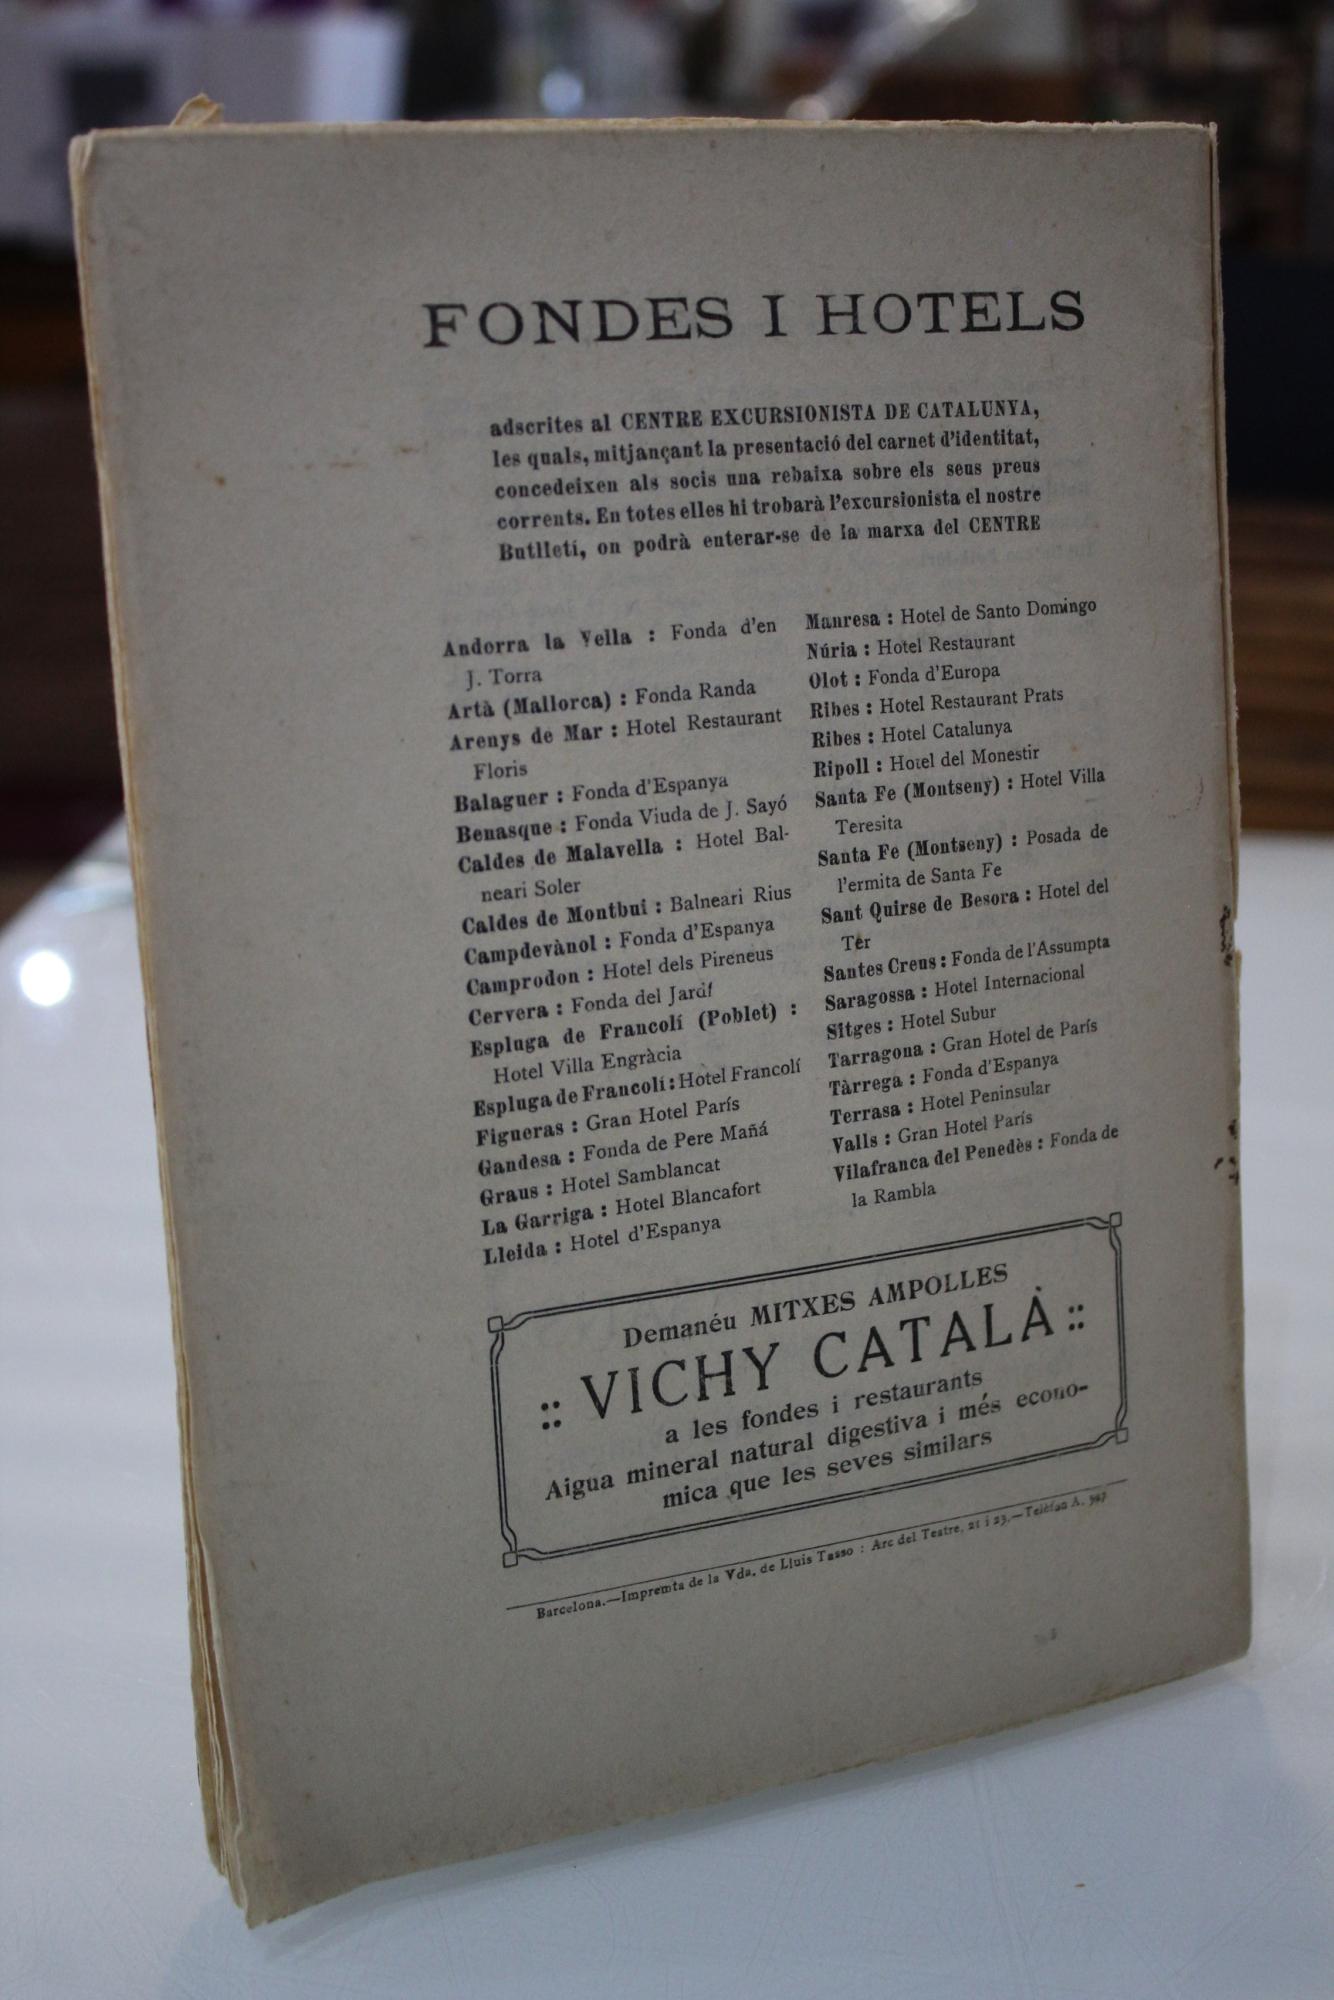 FONDES I HOTELS
adscrites al CENTRE EXCURSIONISTA DE CATALUNYA,
les quals, mitjançant la presentació del carnet d'identitat,
concedeixen als socis una rebaixa sobre els seus preus
corrents. En totes elles hi trobarà l'excursionista el nostre
Butlletí, on podrà enterar-se de la marxa del CENTRE
Andorra la Vella : Fonda d'en
J. Torra
Artà (Mallorca) : Fonda Randa
Arenys de Mar : Hotel Restaurant
Floris
Balaguer : Fonda d'Espanya
Benasque : Fonda Viuda de J. Sayó
Caldes de Malavella : Hotel Bal-
neari Soler
Caldes de Montbui : Balneari Rius
Campdevànol : Fonda d'Espanya
Camprodon : Hotel dels Pireneus
Cervera : Fonda del Jardí
Espluga de Francolí (Poblet) :
Hotel Villa Engràcia
Espluga de Francolí : Hotel Francolí
Figueras : Gran Hotel París
Gandesa : Fonda de Pere Mañá
Graus : Hotel Samblancat
La Garriga : Hotel Blancafort
Lleida : Hotel d'Espanya
Manresa : Hotel de Santo Domingo
Núria : Hotel Restaurant
Olot : Fonda d'Europa
Ribes : Hotel Restaurant Prats
Ribes : Hotel Catalunya
Ripoll : Hotel del Monestir
Santa Fe (Montseny) : Hotel Villa
Teresita
Santa Fe (Montseny) : Posada de
l'ermita de Santa Fe
Sant Quirse de Besora : Hotel del
Ter
Santes Creus : Fonda de l'Assumpta
Saragossa : Hotel Internacional
Sitges : Hotel Subur
Tarragona : Gran Hotel de París
Tàrrega : Fonda d'Espanya
Terrasa : Hotel Peninsular
Valls : Gran Hotel París
Vilafranca del Penedès : Fonda de
la Rambla
Demanéu MITXES AMPOLLES
:: VICHY CATALÀ ::
a les fondes i restaurants
Aigua mineral natural digestiva i més econo-
mica que les seves similars
Barcelona.—Impremta de la Vda. de Lluis Tasso : Arc del Teatre, 21 i 23.—Telèfon A. 567